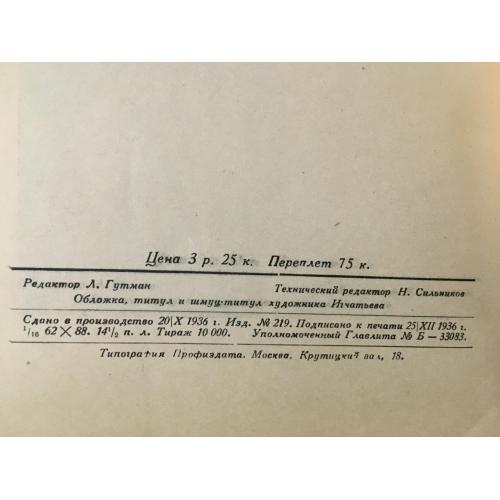 Цена 3 р. 25 к. Переплет 75 к.
Редактор Л. Гутман Технический редактор Н. Сильников
Обложка, титул и шмуц-титул художника Игнатьева
Сдано в производство 20|X 1936 г. Изд. № 219. Подписано к печати 25|XII 1936 г.
1/16 62 × 88. 14 1/2 п. л. Тираж 10 000. Уполномоченный Главлита № Б — 33083.
Типография Профиздата. Москва, Крутицкий вал, 18.